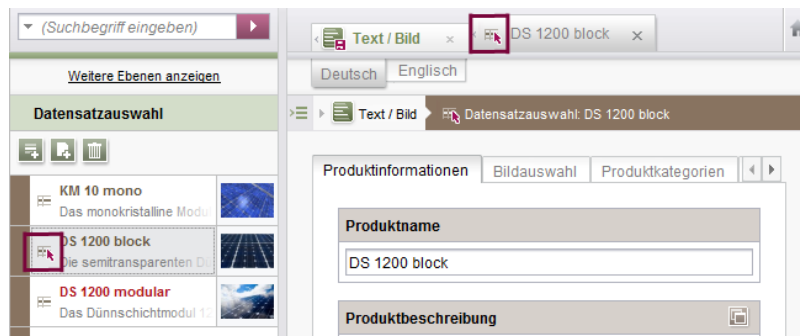 (Suchbegriff eingeben)
Weitere Ebenen anzeigen
Datensatzauswahl
KM 10 mono
Das monokristalline Modu
DS 1200 block
Die semitransparenten D
DS 1200 modular
Das Dünnschichtmodul 12
Text / Bild
DS 1200 block
Deutsch
Englisch
Text / Bild
Datensatzauswahl: DS 1200 block
Produktinformationen
Bildauswahl
Produktkategorien
Produktname
DS 1200 block
Produktbeschreibung